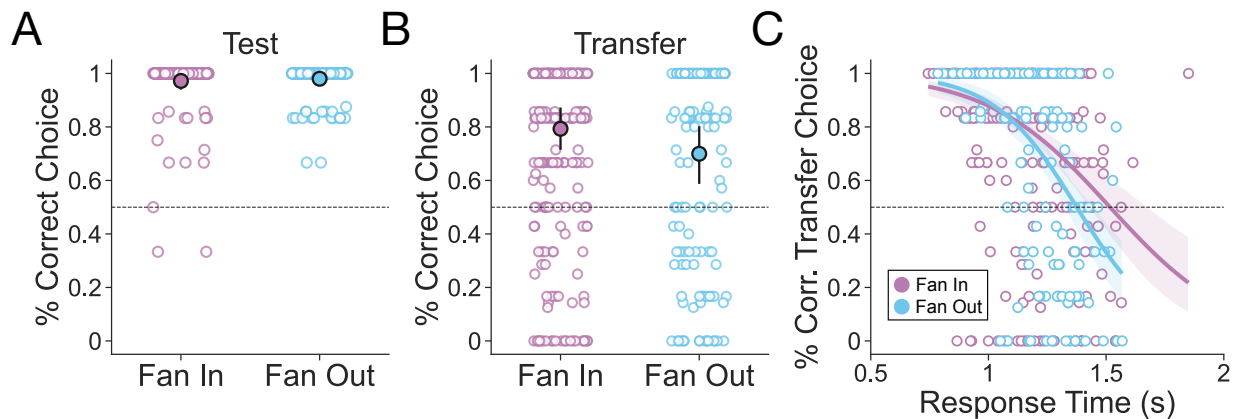 A
Test
% Correct Choice
1
0.8
0.6
0.4
0.2
0
Fan In
Fan Out
B
Transfer
% Correct Choice
1
0.8
0.6
0.4
0.2
0
Fan In
Fan Out
C
% Corr. Transfer Choice
1
0.8
0.6
0.4
0.2
0
Fan In
Fan Out
0.5
1
1.5
2
Response Time (s)